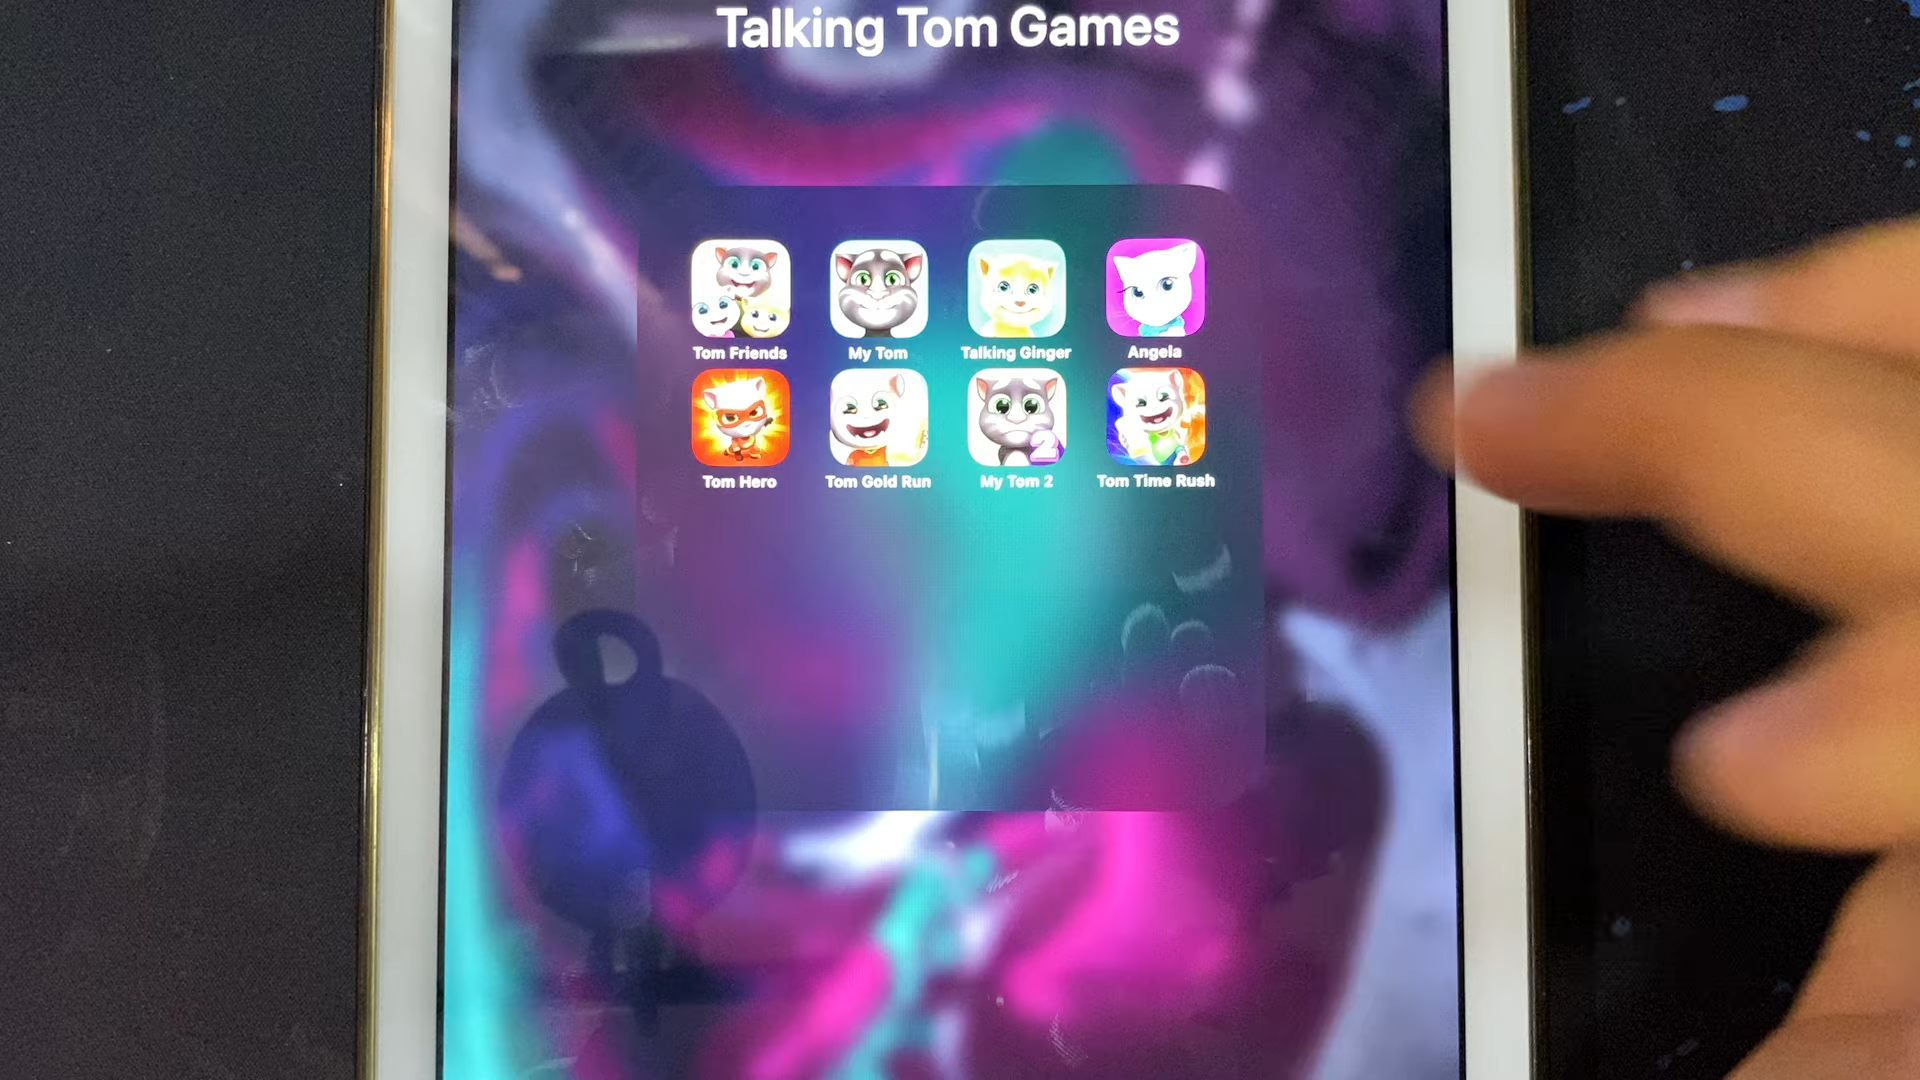 Talking Tom Games
Tom Friends
My Tom
Talking Ginger
Angela
Tom Hero
Tom Gold Run
My Tom 2
2
Tom Time Rush